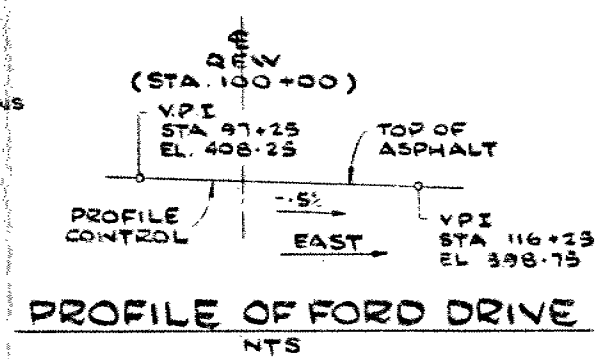 RFW
(STA. 100+00)
V.P.I
STA 97+25
EL. 408.25
TOP OF
ASPHALT
-.5%
PROFILE
CONTROL
EAST
VPI
STA 116+25
EL 398.75
PROFILE OF FORD DRIVE
NTS